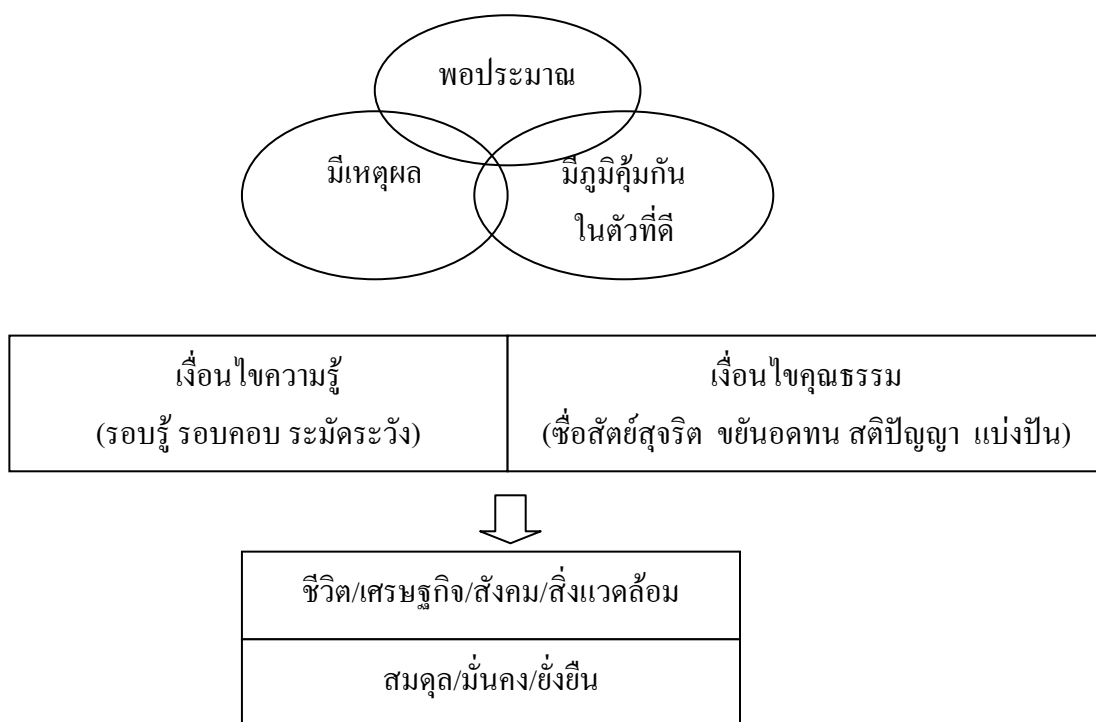 พอประมาณ
มีเหตุผล
มีภูมิคุ้มกัน
ในตัวที่ดี
เงื่อนไขความรู้
(รอบรู้ รอบคอบ ระมัดระวัง)
เงื่อนไขคุณธรรม
(ซื่อสัตย์สุจริต ขยันอดทน สติปัญญา แบ่งปัน)
ชีวิต/เศรษฐกิจ/สังคม/สิ่งแวดล้อม
สมดุล/มั่นคง/ยั่งยืน